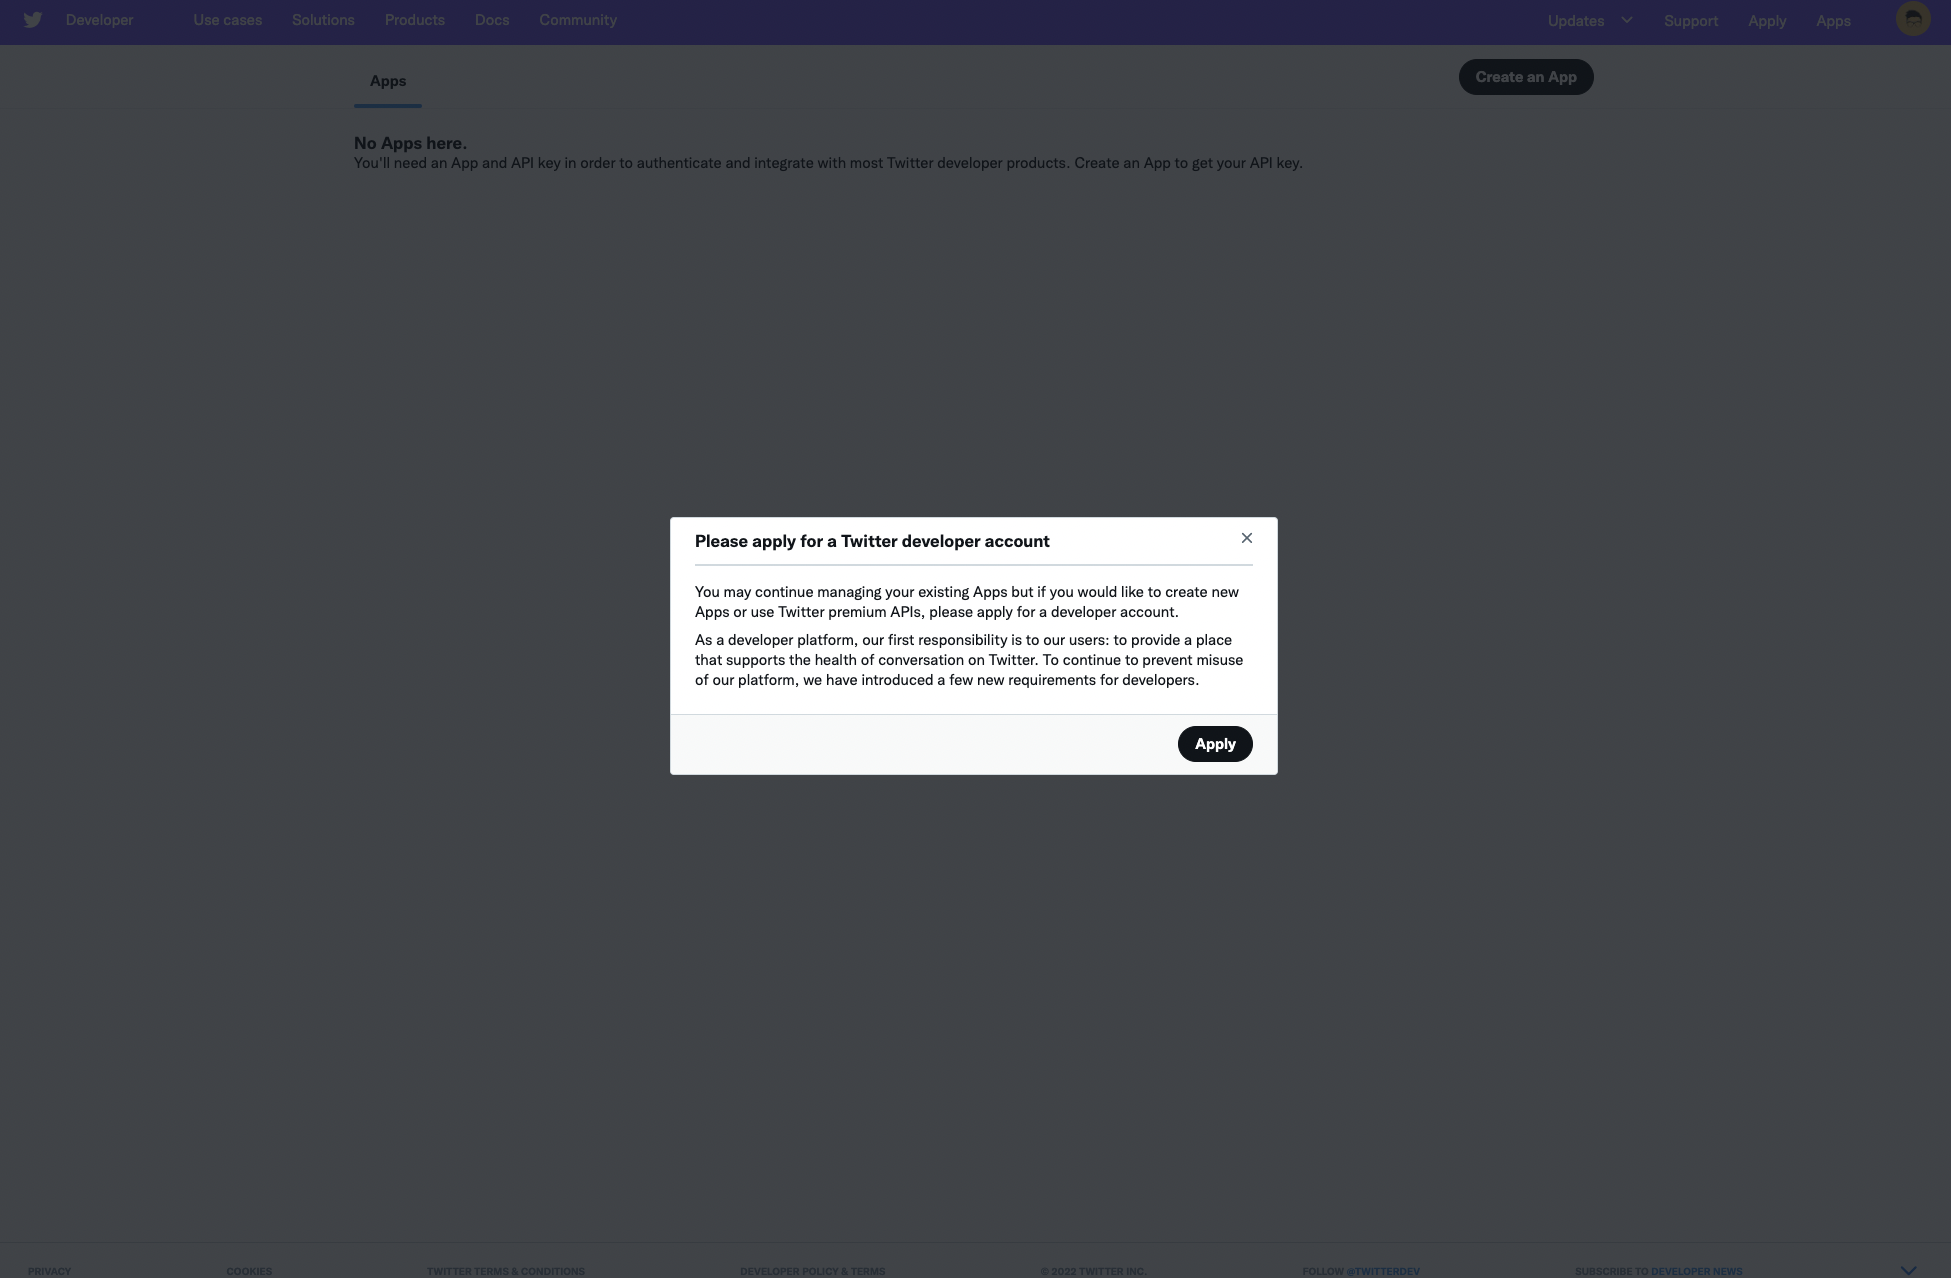 Developer Use cases Solutions Products Docs Community Updates Support Apply Apps
Apps
Create an App
No Apps here.
You'll need an App and API key in order to authenticate and integrate with most Twitter developer products. Create an App to get your API key.
Please apply for a Twitter developer account
You may continue managing your existing Apps but if you would like to create new
Apps or use Twitter premium APIs, please apply for a developer account.
As a developer platform, our first responsibility is to our users: to provide a place
that supports the health of conversation on Twitter. To continue to prevent misuse
of our platform, we have introduced a few new requirements for developers.
Apply
PRIVACY COOKIES TWITTER TERMS & CONDITIONS DEVELOPER POLICY & TERMS © 2022 TWITTER INC. FOLLOW @TWITTERDEV SUBSCRIBE TO DEVELOPER NEWS